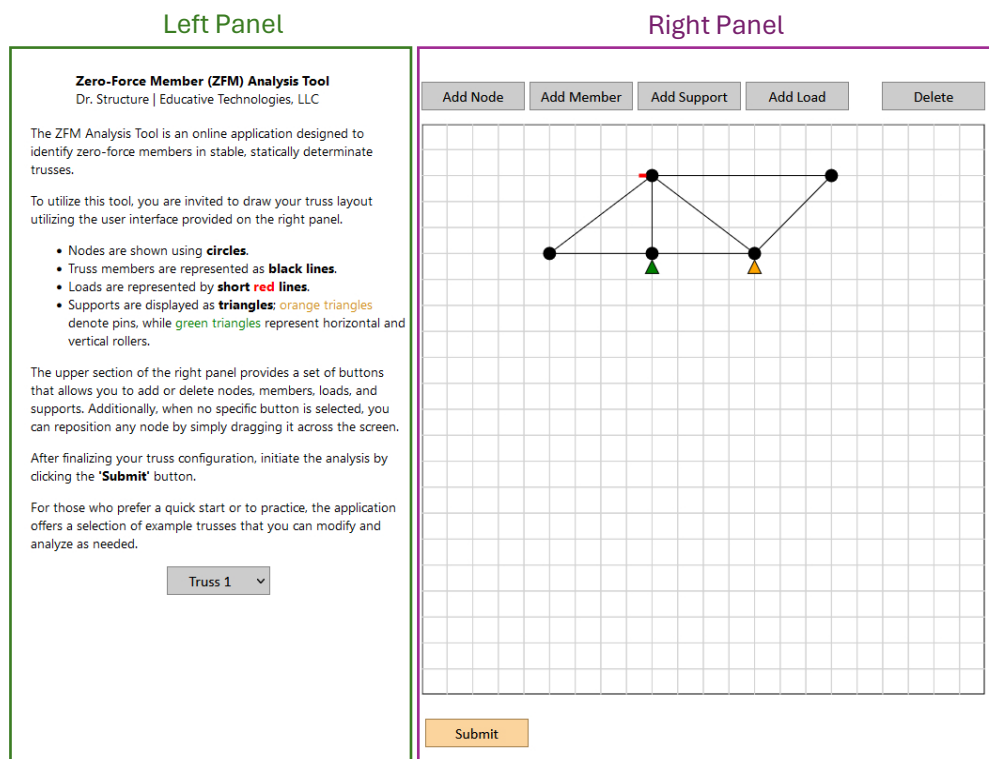 Left Panel
Right Panel
Zero-Force Member (ZFM) Analysis Tool
Dr. Structure | Educative Technologies, LLC
The ZFM Analysis Tool is an online application designed to
identify zero-force members in stable, statically determinate
trusses.
To utilize this tool, you are invited to draw your truss layout
utilizing the user interface provided on the right panel.
• Nodes are shown using circles.
• Truss members are represented as black lines.
• Loads are represented by short red lines.
• Supports are displayed as triangles; orange triangles
denote pins, while green triangles represent horizontal and
vertical rollers.
The upper section of the right panel provides a set of buttons
that allows you to add or delete nodes, members, loads, and
supports. Additionally, when no specific button is selected, you
can reposition any node by simply dragging it across the screen.
After finalizing your truss configuration, initiate the analysis by
clicking the 'Submit' button.
For those who prefer a quick start or to practice, the application
offers a selection of example trusses that you can modify and
analyze as needed.
Truss 1
Add Node
Add Member
Add Support
Add Load
Delete
Submit